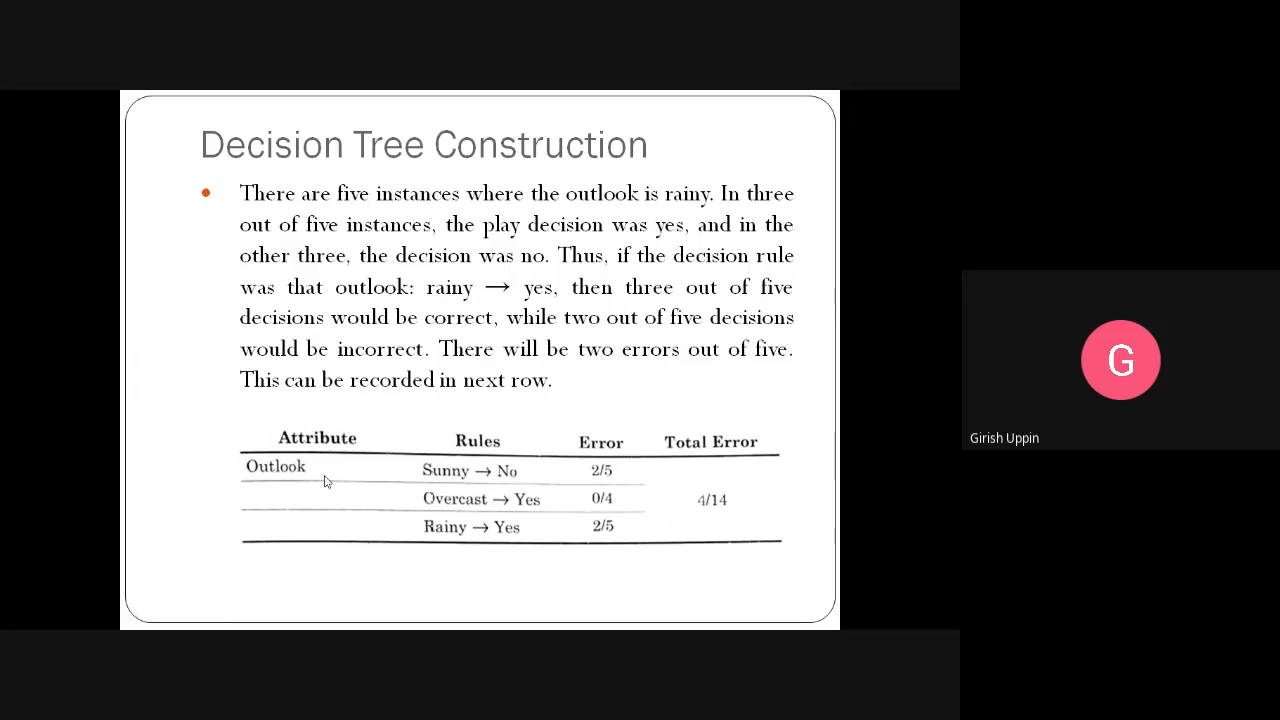 Decision Tree Construction
There are five instances where the outlook is rainy. In three
out of five instances, the play decision was yes, and in the
other three, the decision was no. Thus, if the decision rule
was that outlook: rainy → yes, then three out of five
decisions would be correct, while two out of five decisions
would be incorrect. There will be two errors out of five.
This can be recorded in next row.
Attribute Rules Error Total Error
Outlook Sunny → No 2/5
Overcast → Yes 0/4 4/14
Rainy → Yes 2/5
G
Girish Uppin